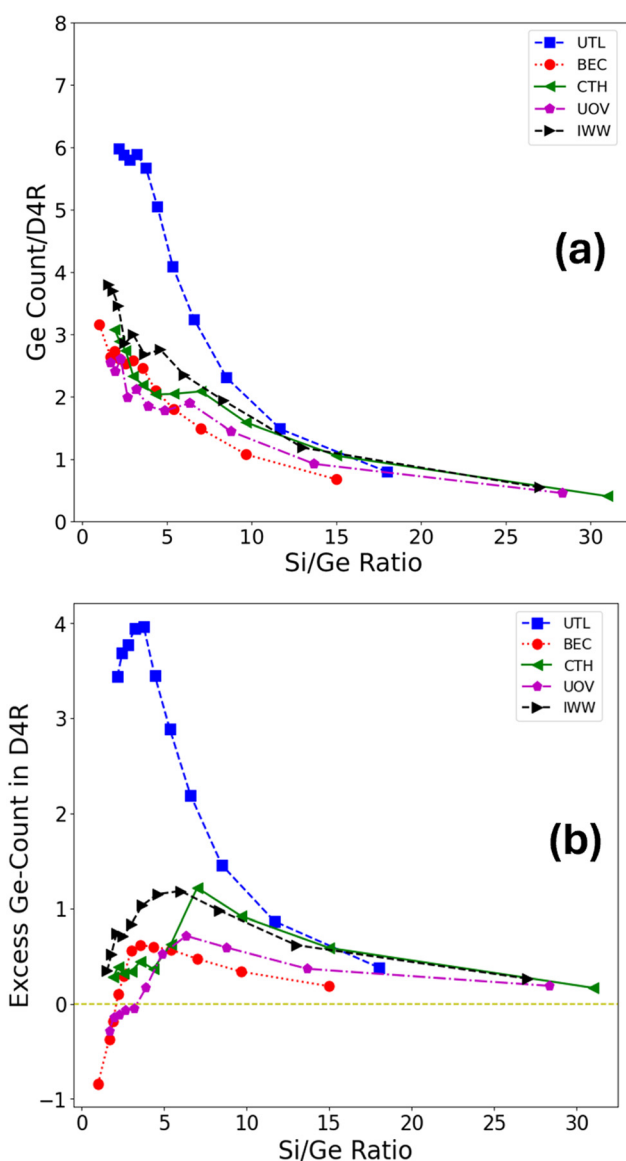 8
7
6
5
4
3
2
1
0
Ge Count/D4R
UTL
BEC
CTH
UOV
IWW
(a)
0 5 10 15 20 25 30
Si/Ge Ratio
4
3
2
1
0
−1
Excess Ge-Count in D4R
UTL
BEC
CTH
UOV
IWW
(b)
0 5 10 15 20 25 30
Si/Ge Ratio